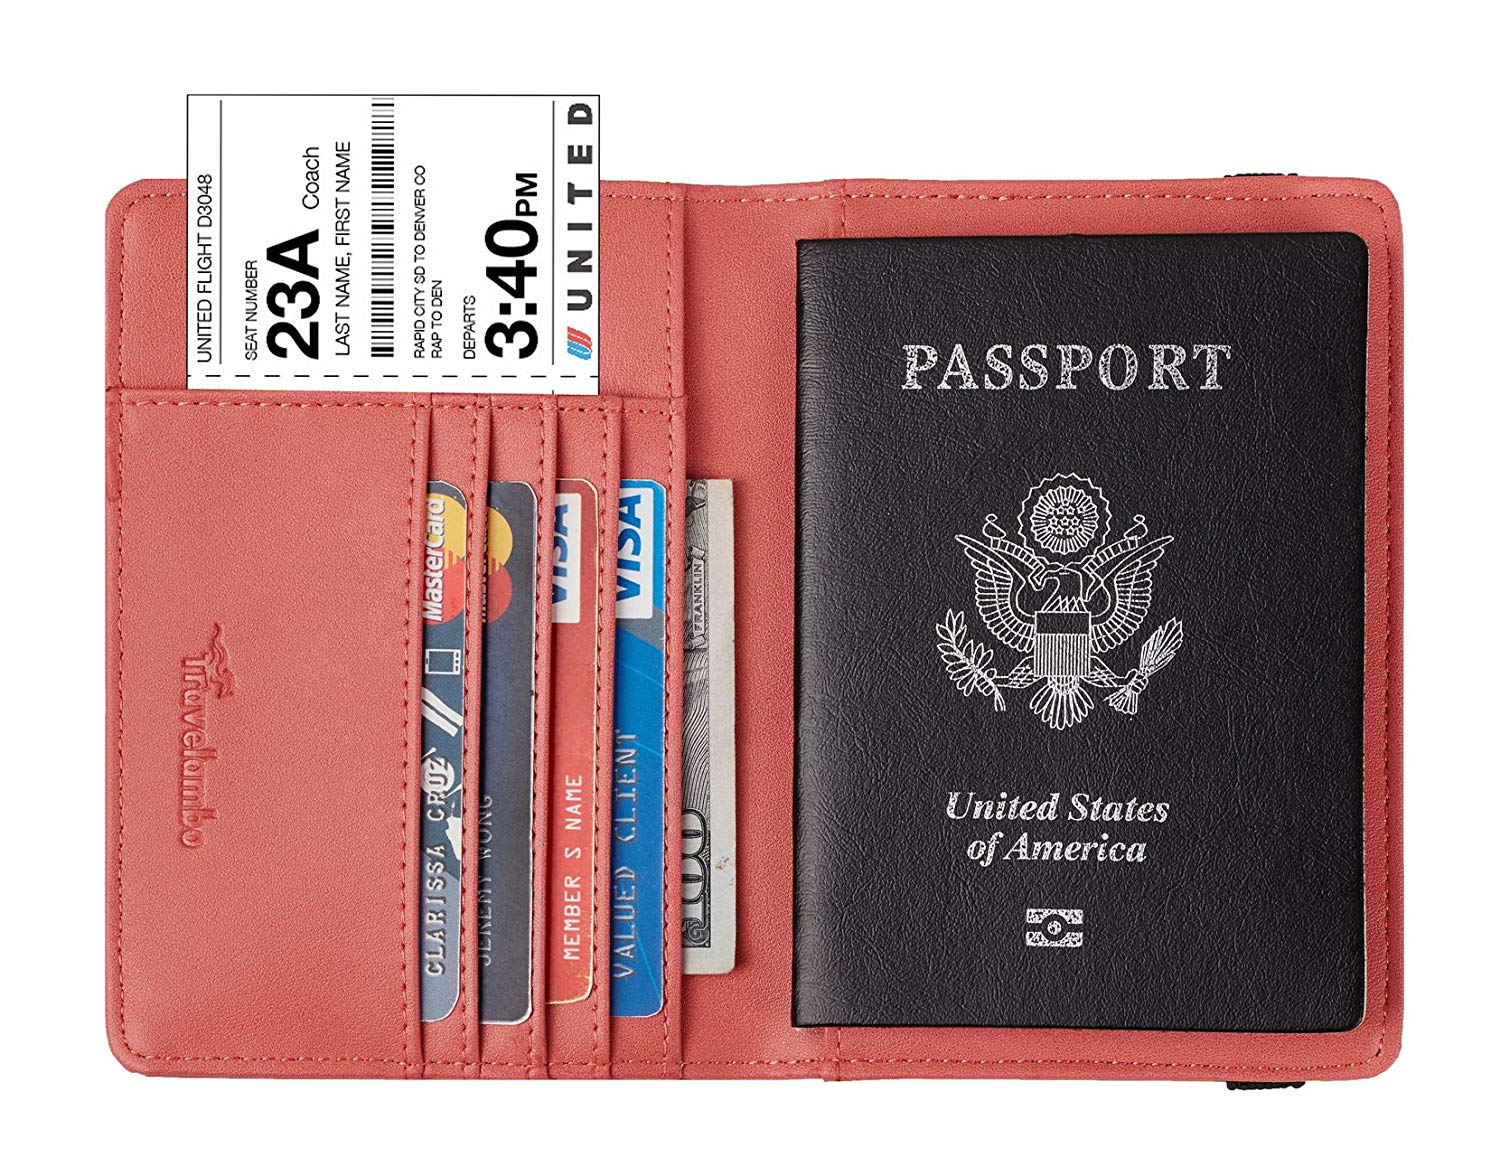 UNITED FLIGHT D3048
SEAT NUMBER
23A Coach
LAST NAME, FIRST NAME
RAPID CITY SD TO DENVER CO
RAP TO DEN
DEPARTS
3:40PM
UNITED
Travellambo
MasterCard
CLARISSA CRUZ
JEREMY WONG
VISA
MEMBER S NAME
VISA
VALUED CLIENT
FRANKLIN
100
PASSPORT
United States
of America